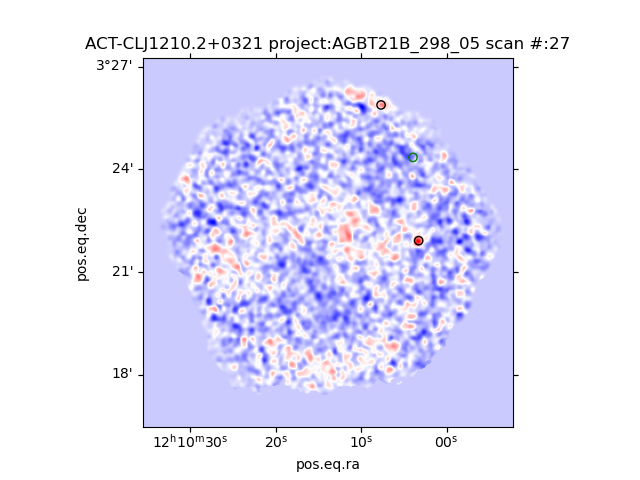 ACT-CLJ1210.2+0321 project:AGBT21B_298_05 scan #:27
3°27'
24'
21'
18'
pos.eq.dec
12ʰ10ᵐ30ˢ 20ˢ 10ˢ 00ˢ
pos.eq.ra